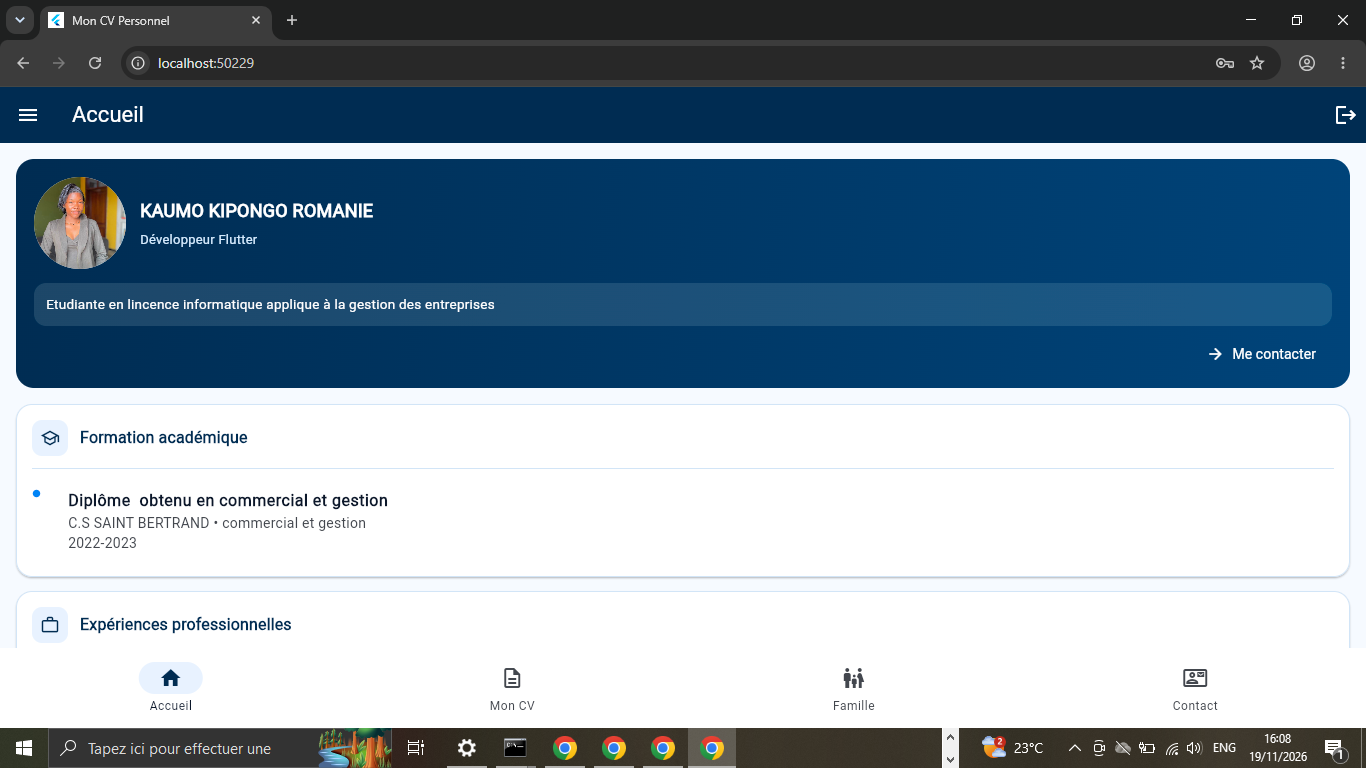 Mon CV Personnel
localhost:50229
Accueil
KAUMO KIPONGO ROMANIE
Développeur Flutter
Etudiante en lincence informatique applique à la gestion des entreprises
Me contacter
Formation académique
Diplôme  obtenu en commercial et gestion
C.S SAINT BERTRAND • commercial et gestion
2022-2023
Expériences professionnelles
Accueil
Mon CV
Famille
Contact
Tapez ici pour effectuer une
2
23°C
ENG
16:08
19/11/2026
1